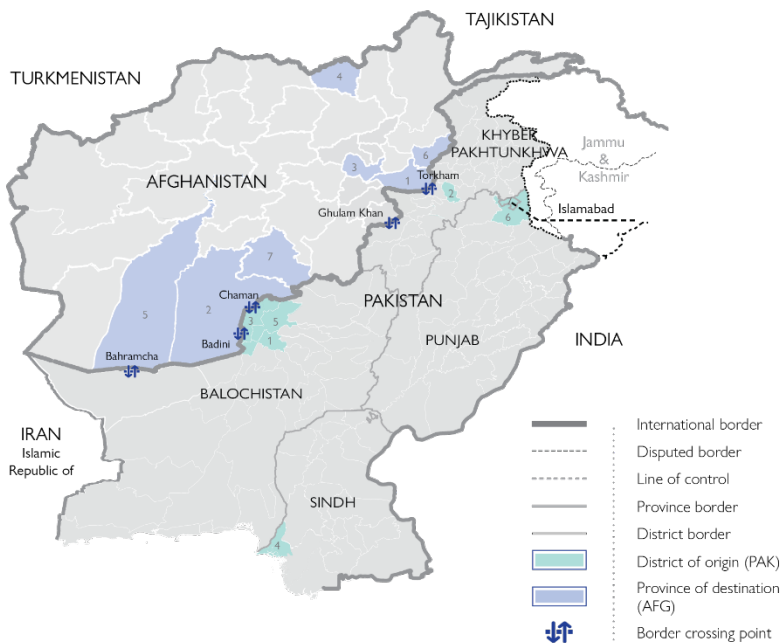 TAJIKISTAN
TURKMENISTAN
4
KHYBER
PAKHTUNKHWA
Jammu
&
Kashmir
6
3
1
Torkham
AFGHANISTAN
2
Islamabad
Ghulam Khan
6
7
Chaman
PAKISTAN
5
2
3
5
Badini
1
PUNJAB
INDIA
Bahramcha
BALOCHISTAN
IRAN
Islamic
Republic of
SINDH
4
International border
Disputed border
Line of control
Province border
District border
District of origin (PAK)
Province of destination
(AFG)
Border crossing point